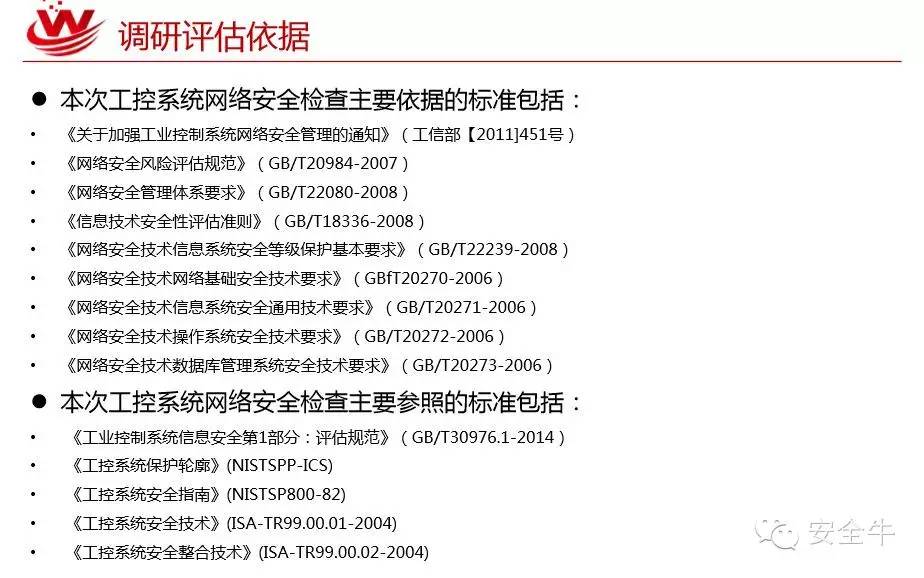 W
调研评估依据
● 本次工控系统网络安全检查主要依据的标准包括：
• 《关于加强工业控制系统网络安全管理的通知》（工信部【2011]451号）
• 《网络安全风险评估规范》（GB/T20984-2007）
• 《网络安全管理体系要求》（GB/T22080-2008）
• 《信息技术安全性评估准则》（GB/T18336-2008）
• 《网络安全技术信息系统安全等级保护基本要求》（GB/T22239-2008）
• 《网络安全技术网络基础安全技术要求》（GBfT20270-2006）
• 《网络安全技术信息系统安全通用技术要求》（GB/T20271-2006）
• 《网络安全技术操作系统安全技术要求》（GB/T20272-2006）
• 《网络安全技术数据库管理系统安全技术要求》（GB/T20273-2006）
● 本次工控系统网络安全检查主要参照的标准包括：
• 《工业控制系统信息安全第1部分：评估规范》（GB/T30976.1-2014）
• 《工控系统保护轮廓》(NISTSPP-ICS)
• 《工控系统安全指南》(NISTSP800-82)
• 《工控系统安全技术》(ISA-TR99.00.01-2004)
• 《工控系统安全整合技术》(ISA-TR99.00.02-2004)
安全牛